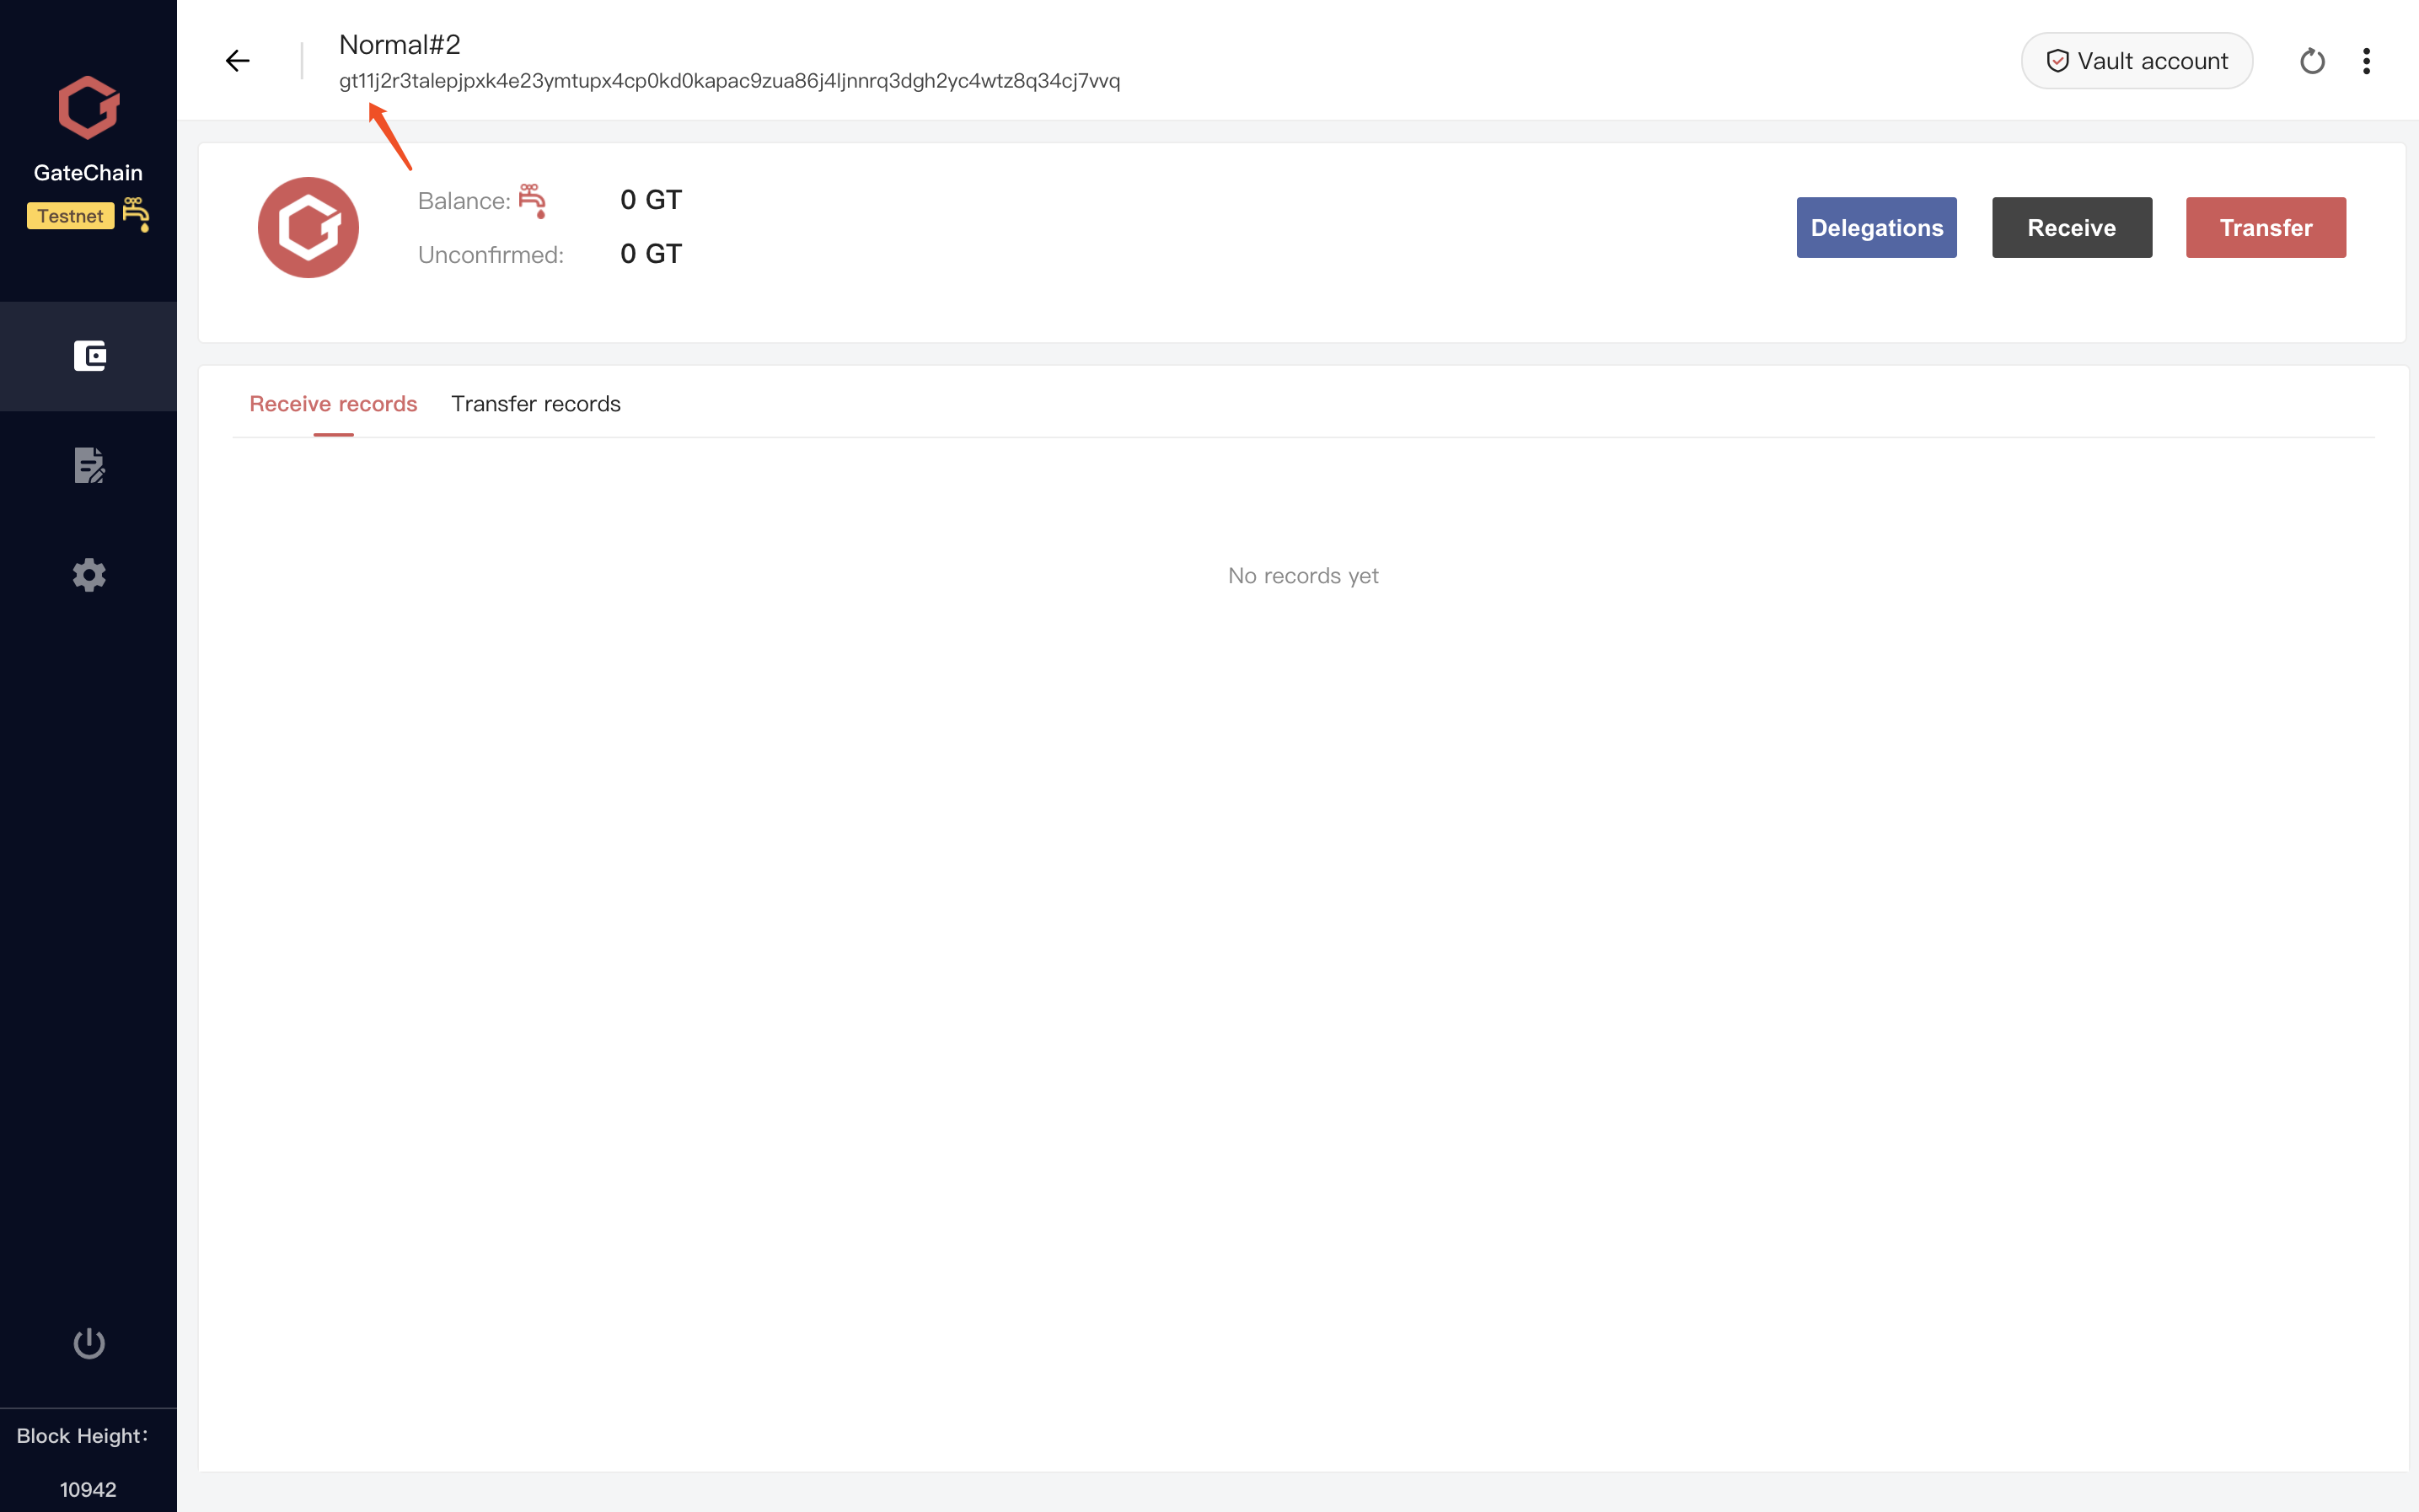 GateChain
Testnet
Block Height:
10942
Normal#2
gt11j2r3talepjpxk4e23ymtupx4cp0kd0kapac9zua86j4ljnnrq3dgh2yc4wtz8q34cj7vvq
Vault account
Balance: 0 GT
Unconfirmed: 0 GT
Delegations Receive Transfer
Receive records Transfer records
No records yet